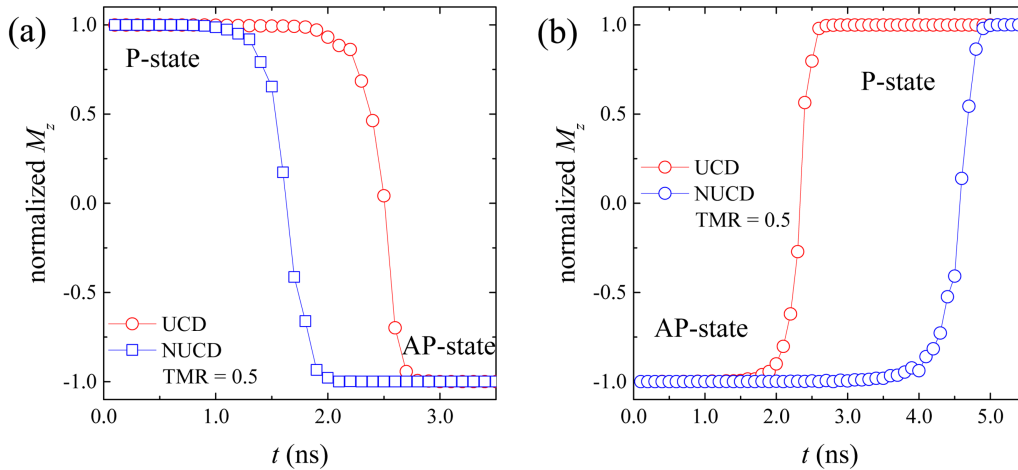 (a)
1.0
0.5
0.0
-0.5
-1.0
normalized M_z
P-state
AP-state
UCD
NUCD
TMR = 0.5
0.0 1.0 2.0 3.0
t (ns)
(b)
1.0
0.5
0.0
-0.5
-1.0
normalized M_z
P-state
UCD
NUCD
TMR = 0.5
AP-state
0.0 1.0 2.0 3.0 4.0 5.0
t (ns)